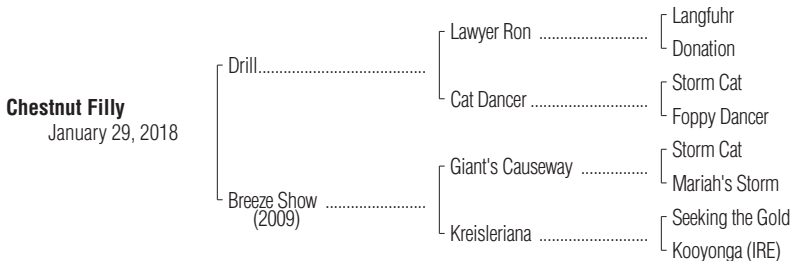 Langfuhr
Lawyer Ron ..............................
Donation
Drill..............................................
Storm Cat
Cat Dancer ................................
Foppy Dancer
Chestnut Filly
January 29, 2018
Storm Cat
Giant's Causeway ..................
Mariah's Storm
Breeze Show ...........................
(2009)
Seeking the Gold
Kreisleriana ..............................
Kooyonga (IRE)